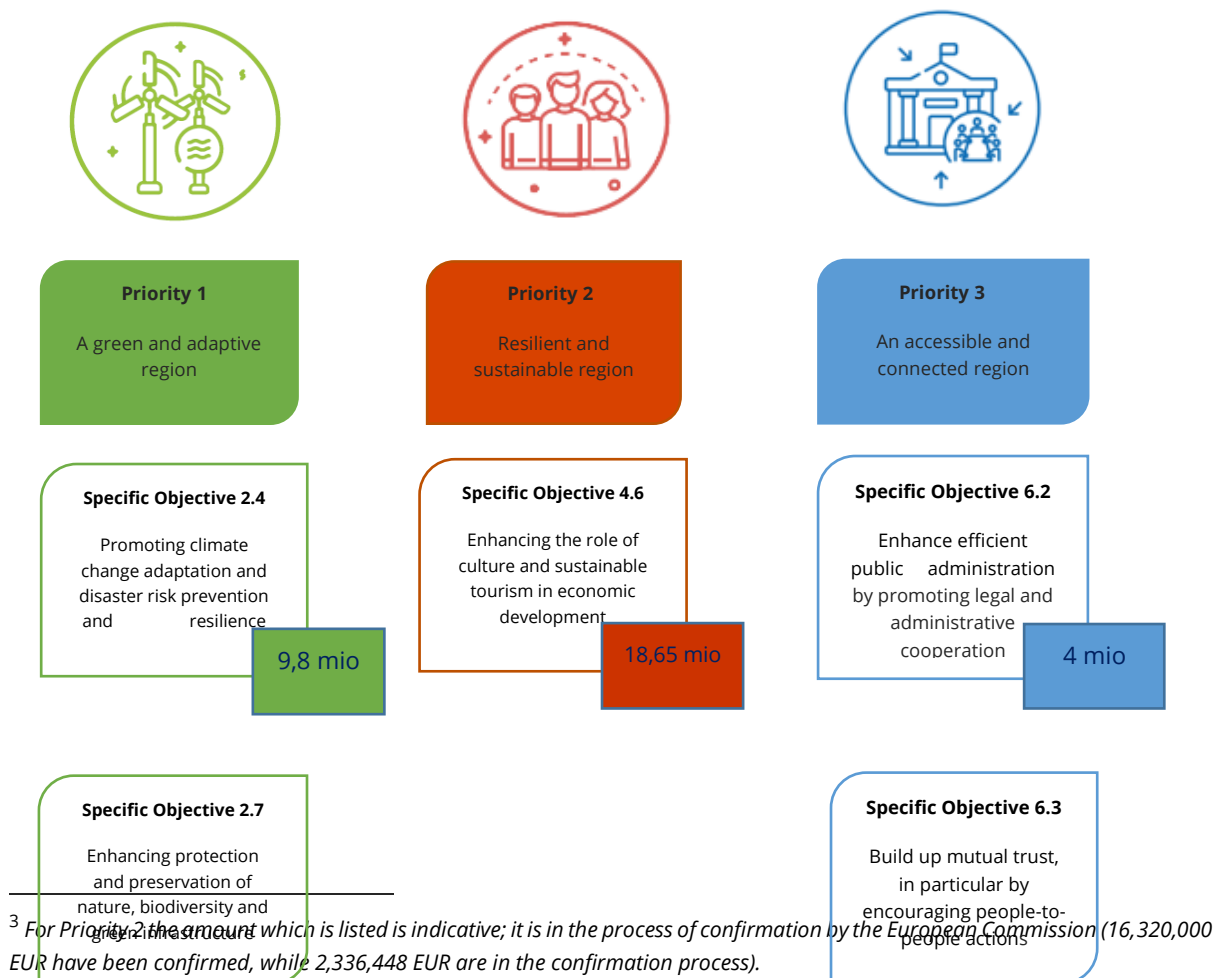 Priority 1
A green and adaptive
region
Priority 2
Resilient and
sustainable region
Priority 3
An accessible and
connected region
Specific Objective 2.4
Promoting climate
change adaptation and
disaster risk prevention
and resilience
9,8 mio
Specific Objective 4.6
Enhancing the role of
culture and sustainable
tourism in economic
development
18,65 mio
Specific Objective 6.2
Enhance efficient
public administration
by promoting legal and
administrative
cooperation
4 mio
Specific Objective 2.7
Enhancing protection
and preservation of
nature, biodiversity and
green infrastructure
Specific Objective 6.3
Build up mutual trust,
in particular by
encouraging people-to-
people actions
3 For Priority 2 the amount which is listed is indicative; it is in the process of confirmation by the European Commission (16,320,000
EUR have been confirmed, while 2,336,448 EUR are in the confirmation process).